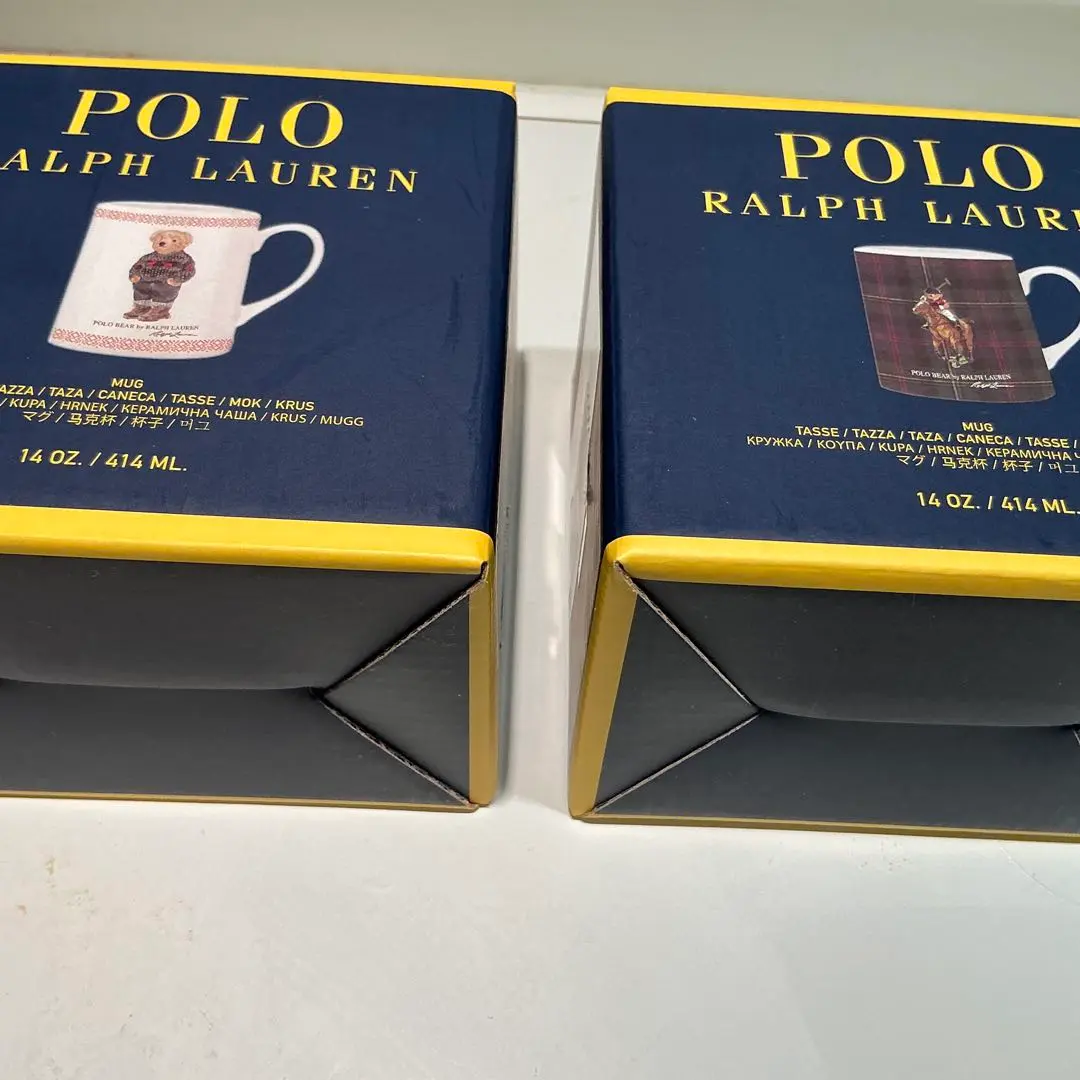 POLO
ALPH LAUREN
POLO BEAR by RALPH LAUREN
MUG
AZZA / TAZA / CANECA / TASSE / MOK / KRUS
/ KUPA / HRNEK / КЕРАМИЧНА ЧАША / KRUS / MUGG
マグ / 马克杯 / 杯子 / 머그
14 OZ. / 414 ML.
POLO
RALPH LAUR
POLO BEAR by RALPH LAUREN
MUG
TASSE / TAZZA / TAZA / CANECA / TASSE /
КРУЖКА / ΚΟΥΠΑ / KUPA / HRNEK / КЕРАМИЧНА
マグ / 马克杯 / 杯子 / 머그
14 OZ. / 414 ML.